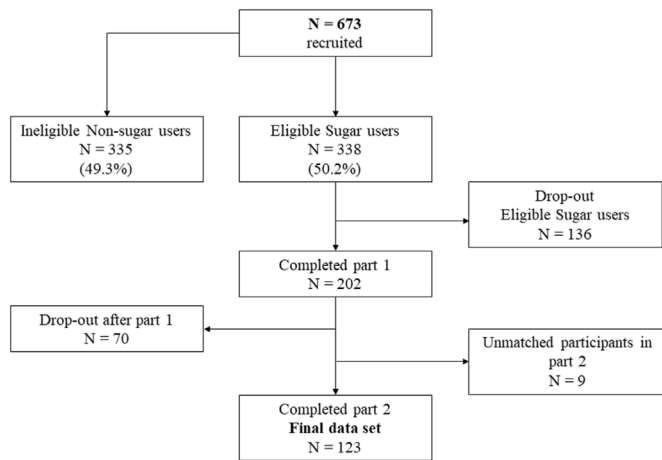 N = 673
recruited
Ineligible Non-sugar users
N = 335
(49.3%)
Eligible Sugar users
N = 338
(50.2%)
Drop-out
Eligible Sugar users
N = 136
Completed part 1
N = 202
Drop-out after part 1
N = 70
Unmatched participants in
part 2
N = 9
Completed part 2
Final data set
N = 123